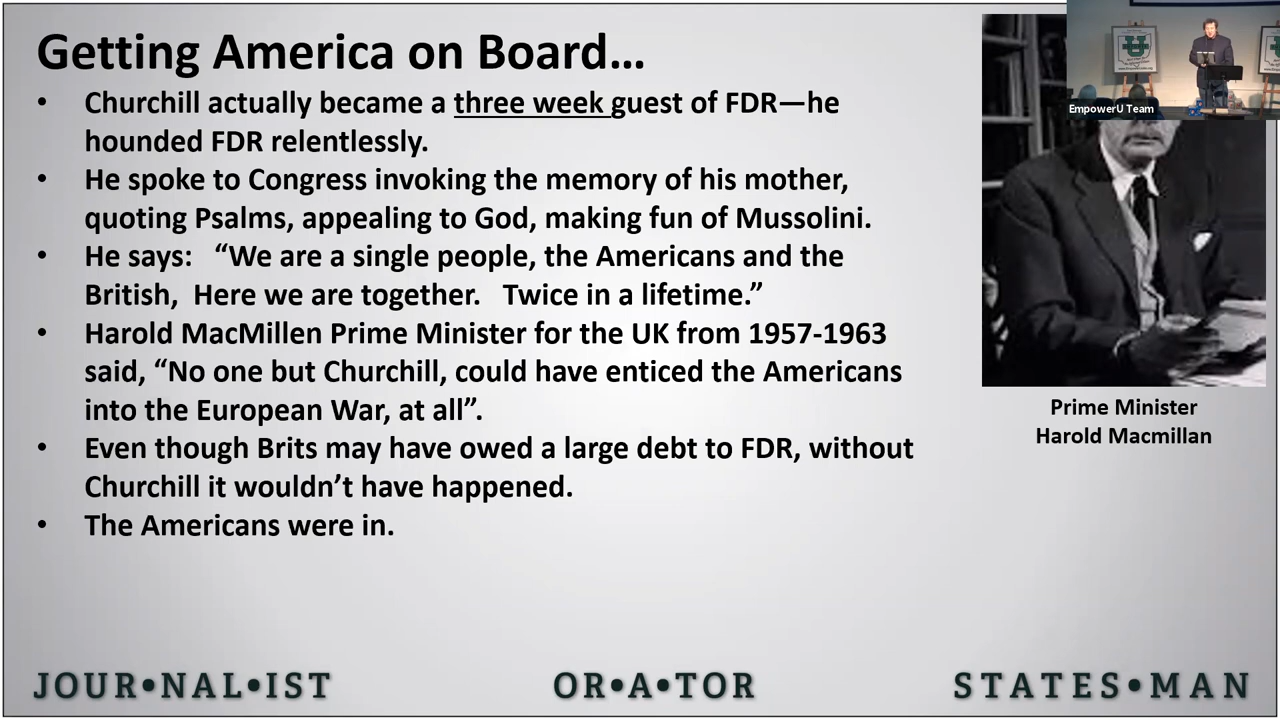 Getting America on Board...
• Churchill actually became a three week guest of FDR—he
hounded FDR relentlessly.
• He spoke to Congress invoking the memory of his mother,
quoting Psalms, appealing to God, making fun of Mussolini.
• He says: “We are a single people, the Americans and the
British, Here we are together. Twice in a lifetime.”
• Harold MacMillen Prime Minister for the UK from 1957-1963
said, “No one but Churchill, could have enticed the Americans
into the European War, at all”.
• Even though Brits may have owed a large debt to FDR, without
Churchill it wouldn’t have happened.
• The Americans were in.
EmpowerU Team
Prime Minister
Harold Macmillan
JOUR•NAL•IST OR•A•TOR STATES•MAN